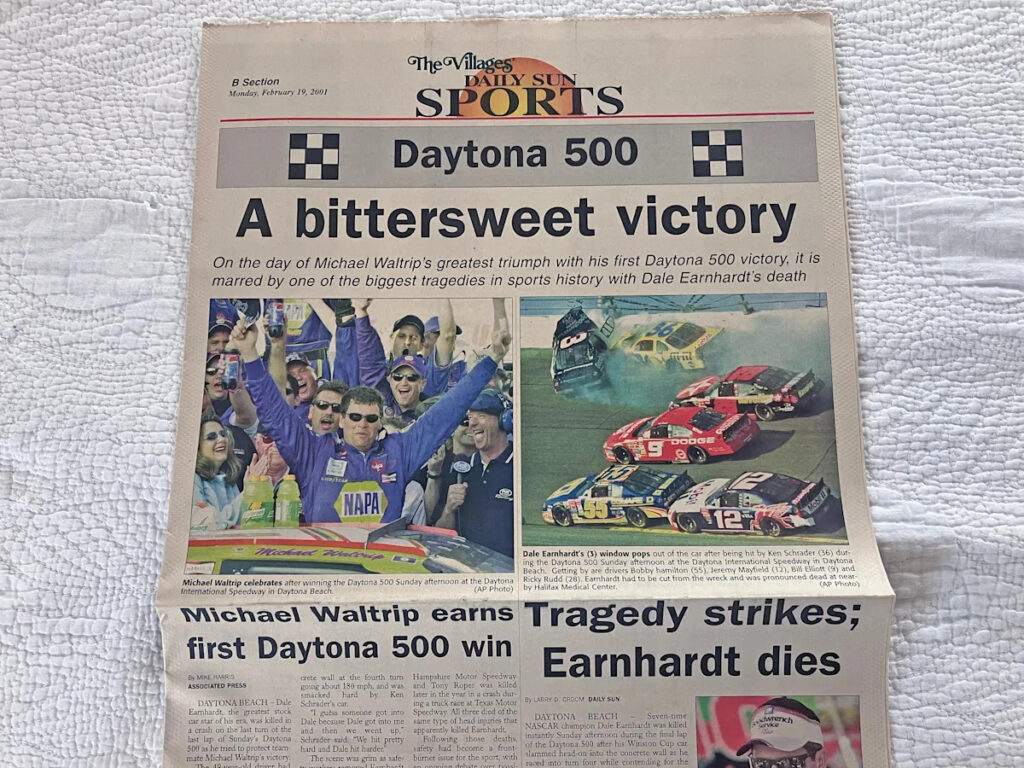 The Villages
DAILY SUN
SPORTS
B Section
Monday, February 19, 2001
Daytona 500
A bittersweet victory
On the day of Michael Waltrip's greatest triumph with his first Daytona 500 victory, it is
marred by one of the biggest tragedies in sports history with Dale Earnhardt's death
NAPA
Michael Waltrip
3
36
9
DODGE
55
12
Michael Waltrip celebrates after winning the Daytona 500 Sunday afternoon at the Daytona
International Speedway in Daytona Beach.
(AP Photo)
Dale Earnhardt's (3) window pops out of the car after being hit by Ken Schrader (36) dur-
ing the Daytona 500 Sunday afternoon at the Daytona International Speedway in Daytona
Beach. Getting by are drivers Bobby hamilton (55), Jeremy Mayfield (12), Bill Elliott (9) and
Ricky Rudd (28). Earnhardt had to be cut from the wreck and was pronounced dead at near-
by Halifax Medical Center.
(AP Photo)
Michael Waltrip earns
first Daytona 500 win
By MIKE HARRIS
ASSOCIATED PRESS
DAYTONA BEACH – Dale
Earnhardt, the greatest stock
car star of his era, was killed in
a crash on the last turn of the
last lap of Sunday's Daytona
500 as he tried to protect team-
mate Michael Waltrip's victory.
crete wall at the fourth turn
going about 180 mph, and was
smacked hard by Ken
Schrader's car.
"I guess someone got into
Dale because Dale got into me
and then we went up,"
Schrader said. "We hit pretty
hard and Dale hit harder."
The scene was grim as safe-
Hampshire Motor Speedway
and Tony Roper was killed
later in the year in a crash dur-
ing a truck race at Texas Motor
Speedway. All three died of the
same type of head injuries that
apparently killed Earnhardt.
Following those deaths,
safety had become a front-
burner issue for the sport, with
Tragedy strikes;
Earnhardt dies
By LARRY D. CROOM DAILY SUN
DAYTONA BEACH – Seven-time
NASCAR champion Dale Earnhardt was killed
instantly Sunday afternoon during the final lap
of the Daytona 500 after his Winston Cup car
slammed head-on into the concrete wall as he
raced into turn four while contending for the
Goodwrench
Service